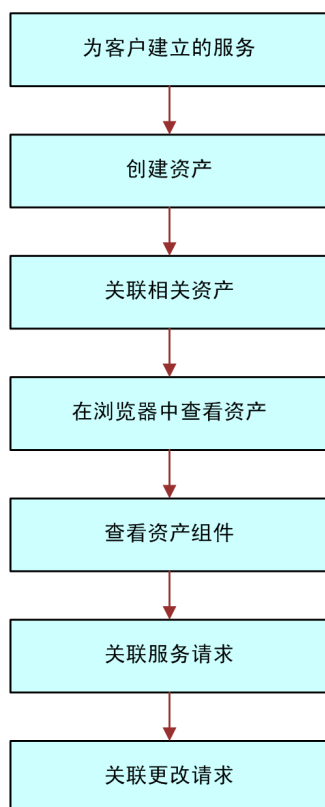 为客户建立的服务
创建资产
关联相关资产
在浏览器中查看资产
查看资产组件
关联服务请求
关联更改请求